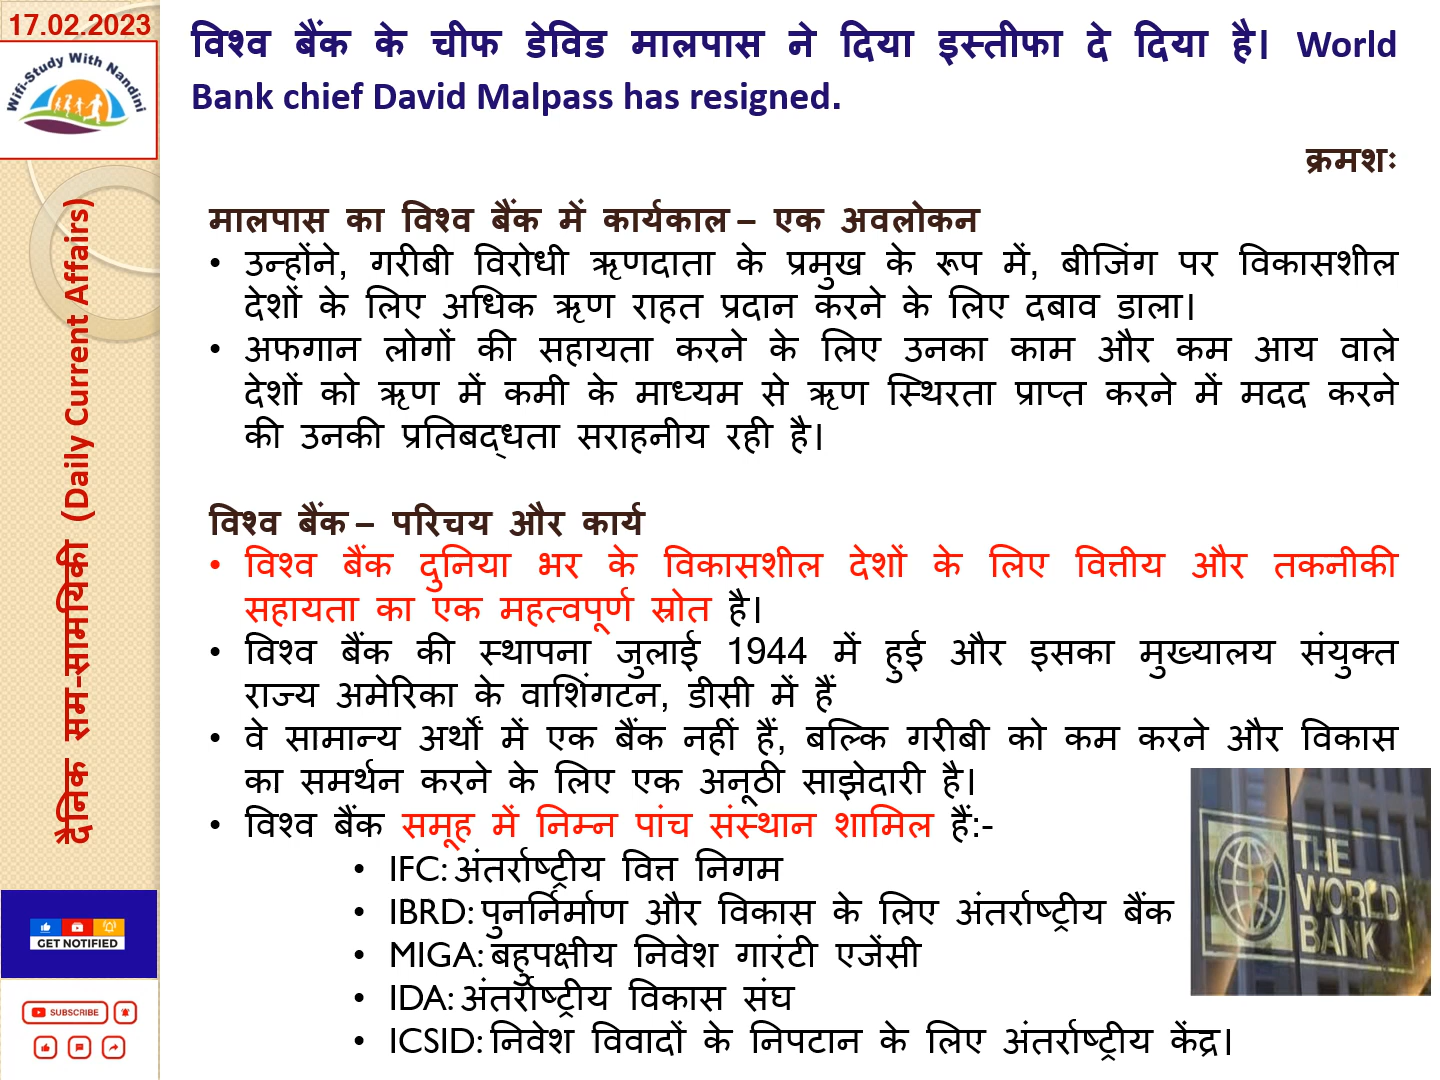 17.02.2023
Wifi-Study With Nandini
दैनिक सम-सामयिकी (Daily Current Affairs)
GET NOTIFIED
SUBSCRIBE
विश्व बैंक के चीफ डेविड मालपास ने दिया इस्तीफा दे दिया है। World
Bank chief David Malpass has resigned.
क्रमशः
मालपास का विश्व बैंक में कार्यकाल – एक अवलोकन
• उन्होंने, गरीबी विरोधी ऋणदाता के प्रमुख के रूप में, बीजिंग पर विकासशील
देशों के लिए अधिक ऋण राहत प्रदान करने के लिए दबाव डाला।
• अफगान लोगों की सहायता करने के लिए उनका काम और कम आय वाले
देशों को ऋण में कमी के माध्यम से ऋण स्थिरता प्राप्त करने में मदद करने
की उनकी प्रतिबद्धता सराहनीय रही है।
विश्व बैंक – परिचय और कार्य
• विश्व बैंक दुनिया भर के विकासशील देशों के लिए वित्तीय और तकनीकी
सहायता का एक महत्वपूर्ण स्रोत है।
• विश्व बैंक की स्थापना जुलाई 1944 में हुई और इसका मुख्यालय संयुक्त
राज्य अमेरिका के वाशिंगटन, डीसी में हैं
• वे सामान्य अर्थों में एक बैंक नहीं हैं, बल्कि गरीबी को कम करने और विकास
का समर्थन करने के लिए एक अनूठी साझेदारी है।
• विश्व बैंक समूह में निम्न पांच संस्थान शामिल हैं:-
• IFC: अंतर्राष्ट्रीय वित्त निगम
• IBRD: पुनर्निर्माण और विकास के लिए अंतर्राष्ट्रीय बैंक
• MIGA: बहुपक्षीय निवेश गारंटी एजेंसी
• IDA: अंतर्राष्ट्रीय विकास संघ
• ICSID: निवेश विवादों के निपटान के लिए अंतर्राष्ट्रीय केंद्र।
THE
WORLD
BANK